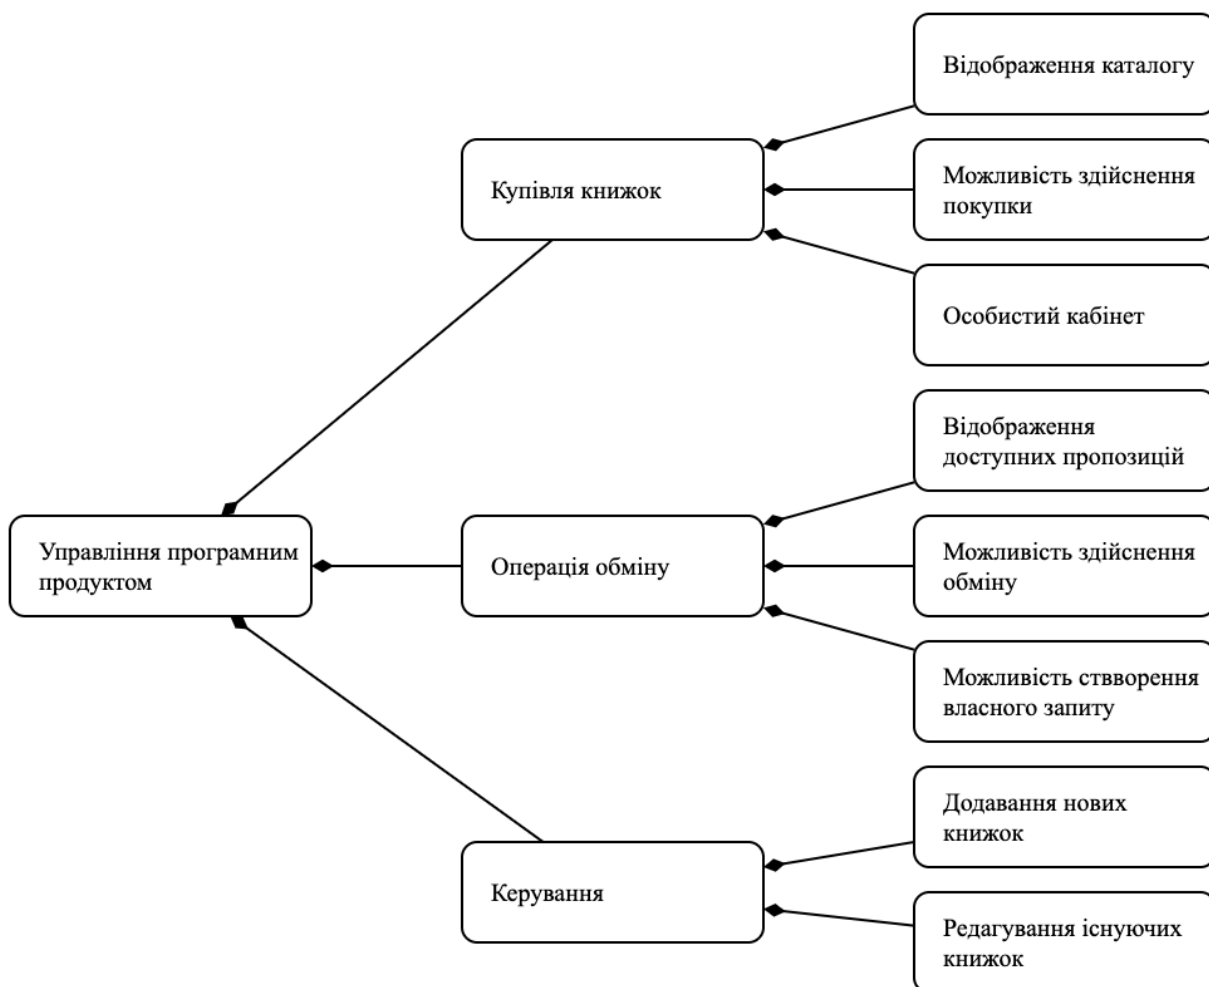 Відображення каталогу
Купівля книжок
Можливість здійснення
покупки
Особистий кабінет
Відображення
доступних пропозицій
Управління програмним
продуктом
Операція обміну
Можливість здійснення
обміну
Можливість ствворення
власного запиту
Керування
Додавання нових
книжок
Редагування існуючих
книжок